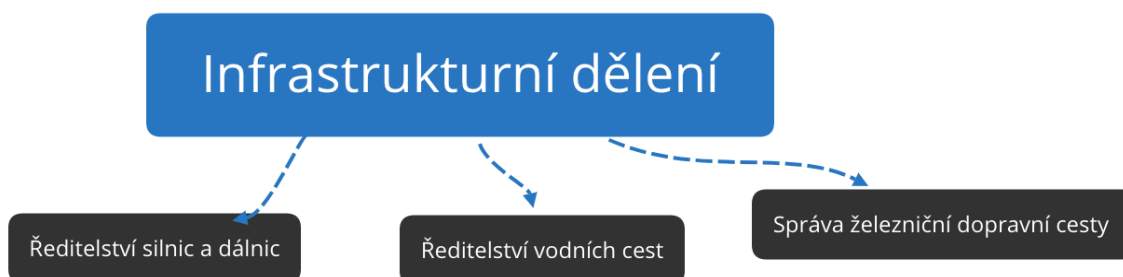 Infrastrukturní dělení
Ředitelství silnic a dálnic
Ředitelství vodních cest
Správa železniční dopravní cesty